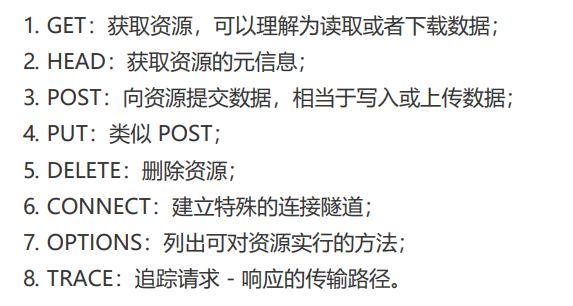 1. GET：获取资源，可以理解为读取或者下载数据；
2. HEAD：获取资源的元信息；
3. POST：向资源提交数据，相当于写入或上传数据；
4. PUT：类似 POST；
5. DELETE：删除资源；
6. CONNECT：建立特殊的连接隧道；
7. OPTIONS：列出可对资源实行的方法；
8. TRACE：追踪请求 - 响应的传输路径。